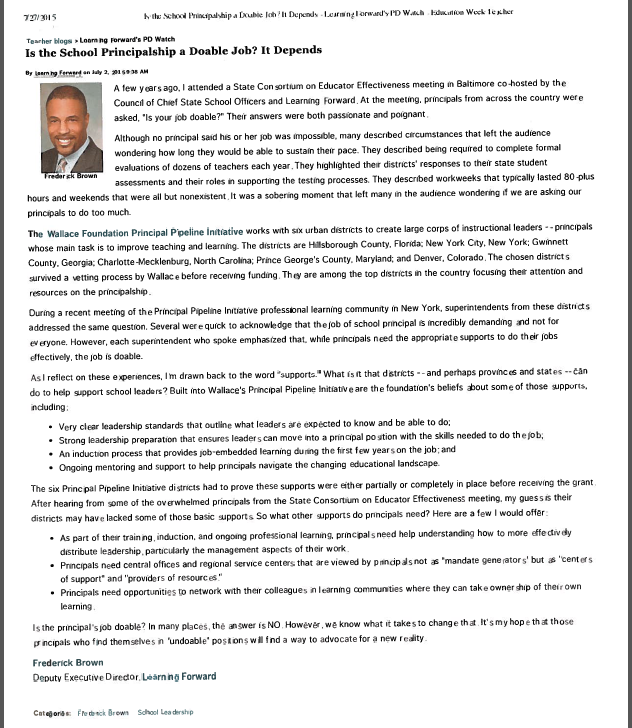 7/27/2015 Is the School Principalship a Doable Job? It Depends - Learning Forward's PD Watch - Education Week Teacher
Teacher blogs > Learning Forward's PD Watch
Is the School Principalship a Doable Job? It Depends
By Learning Forward on July 2, 2015 9:38 AM
A few years ago, I attended a State Consortium on Educator Effectiveness meeting in Baltimore co-hosted by the
Council of Chief State School Officers and Learning Forward. At the meeting, principals from across the country were
asked, "Is your job doable?" Their answers were both passionate and poignant.
Although no principal said his or her job was impossible, many described circumstances that left the audience
wondering how long they would be able to sustain their pace. They described being required to complete formal
evaluations of dozens of teachers each year. They highlighted their districts' responses to their state student
assessments and their roles in supporting the testing processes. They described workweeks that typically lasted 80-plus
Frederick Brown
hours and weekends that were all but nonexistent. It was a sobering moment that left many in the audience wondering if we are asking our
principals to do too much.
The Wallace Foundation Principal Pipeline Initiative works with six urban districts to create large corps of instructional leaders --principals
whose main task is to improve teaching and learning. The districts are Hillsborough County, Florida; New York City, New York; Gwinnett
County, Georgia; Charlotte-Mecklenburg, North Carolina; Prince George's County, Maryland; and Denver, Colorado. The chosen districts
survived a vetting process by Wallace before receiving funding. They are among the top districts in the country focusing their attention and
resources on the principalship.
During a recent meeting of the Principal Pipeline Initiative professional learning community in New York, superintendents from these districts
addressed the same question. Several were quick to acknowledge that the job of school principal is incredibly demanding and not for
everyone. However, each superintendent who spoke emphasized that, while principals need the appropriate supports to do their jobs
effectively, the job is doable.
As I reflect on these experiences, I'm drawn back to the word "supports." What is it that districts --and perhaps provinces and states --can
do to help support school leaders? Built into Wallace's Principal Pipeline Initiative are the foundation's beliefs about some of those supports,
including:
• Very clear leadership standards that outline what leaders are expected to know and be able to do;
• Strong leadership preparation that ensures leaders can move into a principal position with the skills needed to do the job;
• An induction process that provides job-embedded learning during the first few years on the job; and
• Ongoing mentoring and support to help principals navigate the changing educational landscape.
The six Principal Pipeline Initiative districts had to prove these supports were either partially or completely in place before receiving the grant.
After hearing from some of the overwhelmed principals from the State Consortium on Educator Effectiveness meeting, my guess is their
districts may have lacked some of those basic supports. So what other supports do principals need? Here are a few I would offer:
• As part of their training, induction, and ongoing professional learning, principals need help understanding how to more effectively
distribute leadership, particularly the management aspects of their work.
• Principals need central offices and regional service centers that are viewed by principals not as "mandate generators' but as "centers
of support" and "providers of resources."
• Principals need opportunities to network with their colleagues in learning communities where they can take ownership of their own
learning.
Is the principal's job doable? In many places, the answer is NO. However, we know what it takes to change that. It's my hope that those
principals who find themselves in "undoable" positions will find a way to advocate for a new reality.
Frederick Brown
Deputy Executive Director, Learning Forward
Categories: Frederick Brown School Leadership